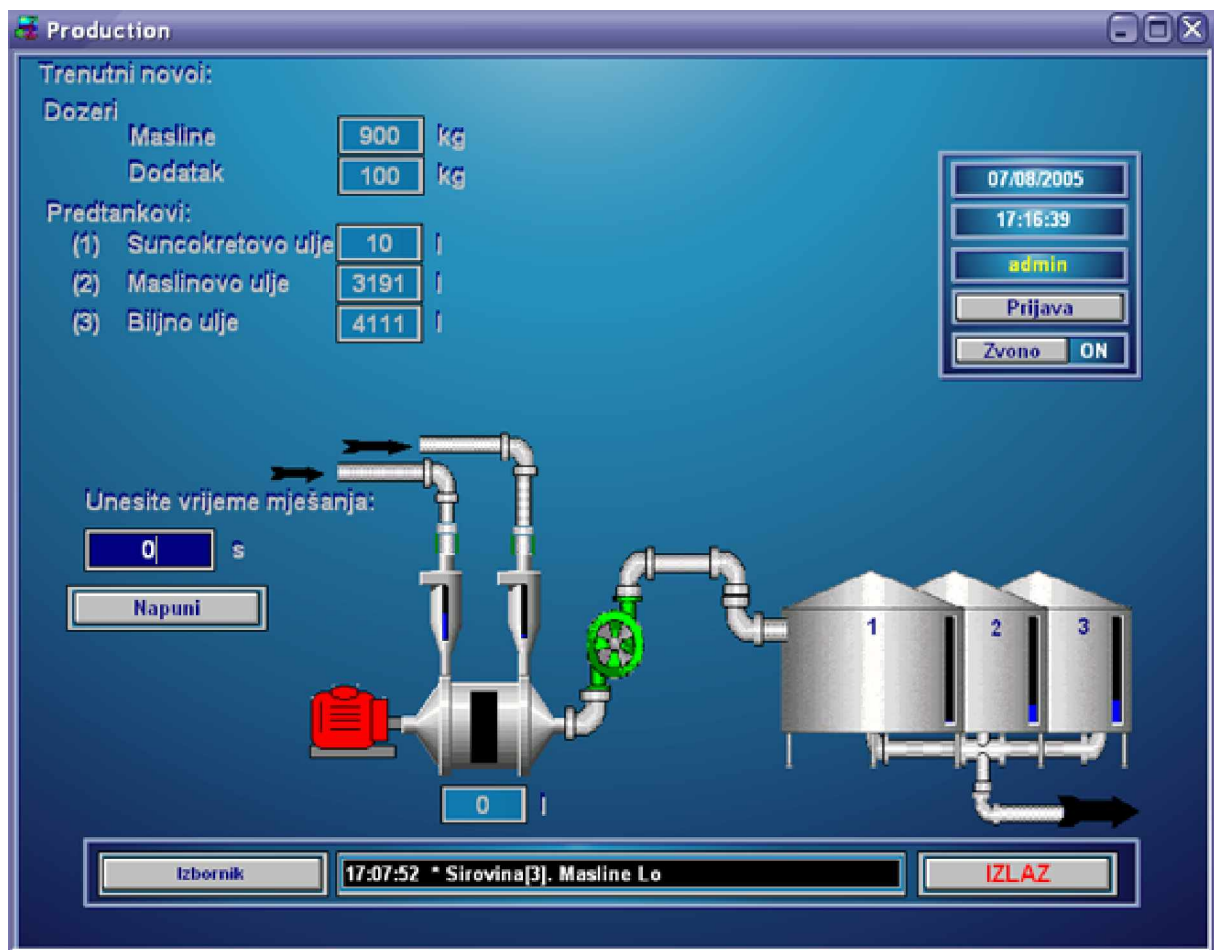 Production
Trenutni novoi:
Dozeri
Masline 900 kg
Dodatak 100 kg
Predtankovi:
(1) Suncokretovo ulje 10 l
(2) Maslinovo ulje 3191 l
(3) Biljno ulje 4111 l
07/08/2005
17:16:39
admin
Prijava
Zvono ON
Unesite vrijeme mješanja:
0 s
Napuni
1 2 3
0 l
Izbornik 17:07:52 * Sirovina[3]. Masline Lo IZLAZ